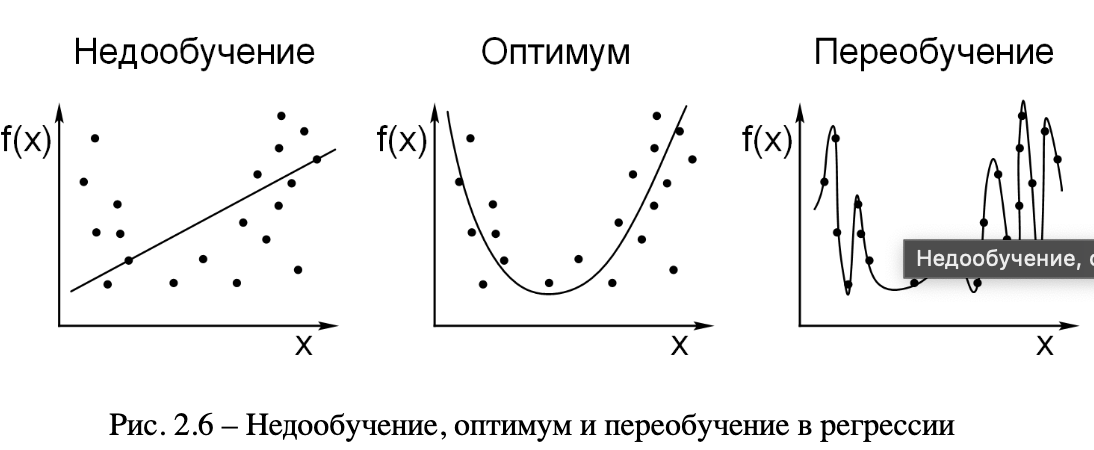 Недообучение Оптимум Переобучение
f(x) f(x) f(x)
Недообучение,
x x x
Рис. 2.6 – Недообучение, оптимум и переобучение в регрессии